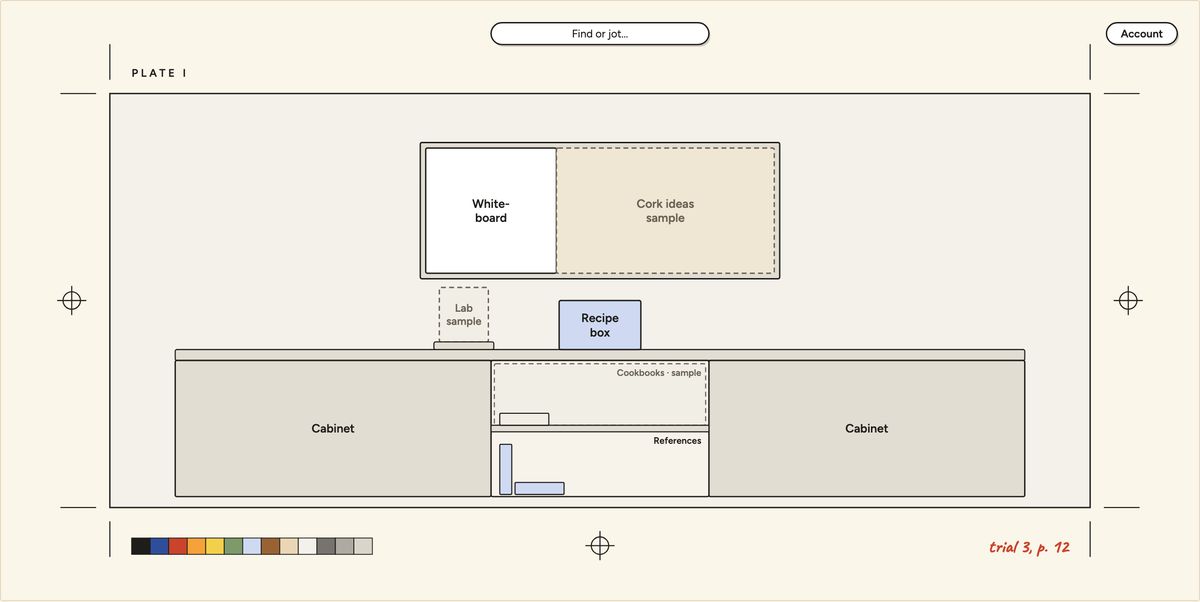 Find or jot...
Account
PLATE I
White-
board
Cork ideas
sample
Lab
sample
Recipe
box
Cookbooks · sample
Cabinet
References
Cabinet
trial 3, p. 12